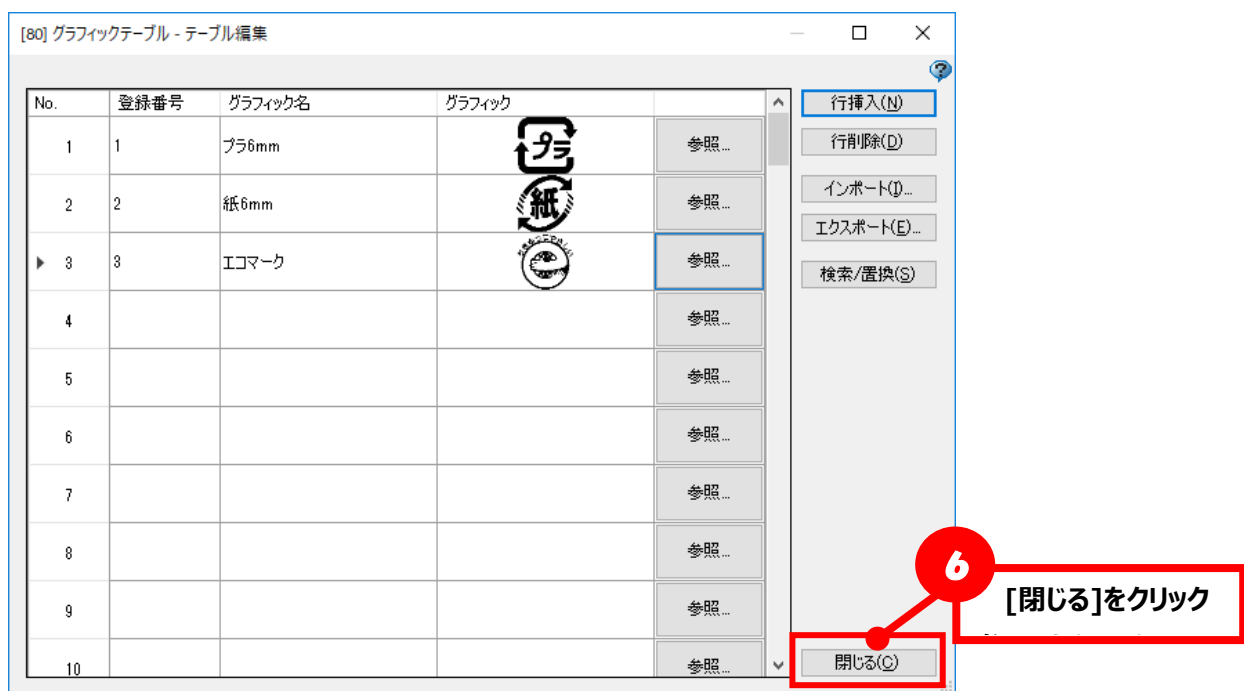 [80] グラフィックテーブル - テーブル編集
No. 登録番号 グラフィック名 グラフィック
行挿入(N)
1 1 プラ6mm プラ 参照...
行削除(D)
2 2 紙6mm 紙 参照...
インポート(I)...
エクスポート(E)...
3 3 エコマーク 参照...
検索/置換(S)
4 参照...
5 参照...
6 参照...
7 参照...
8 参照...
9 参照...
10 参照...
6
[閉じる]をクリック
閉じる(C)